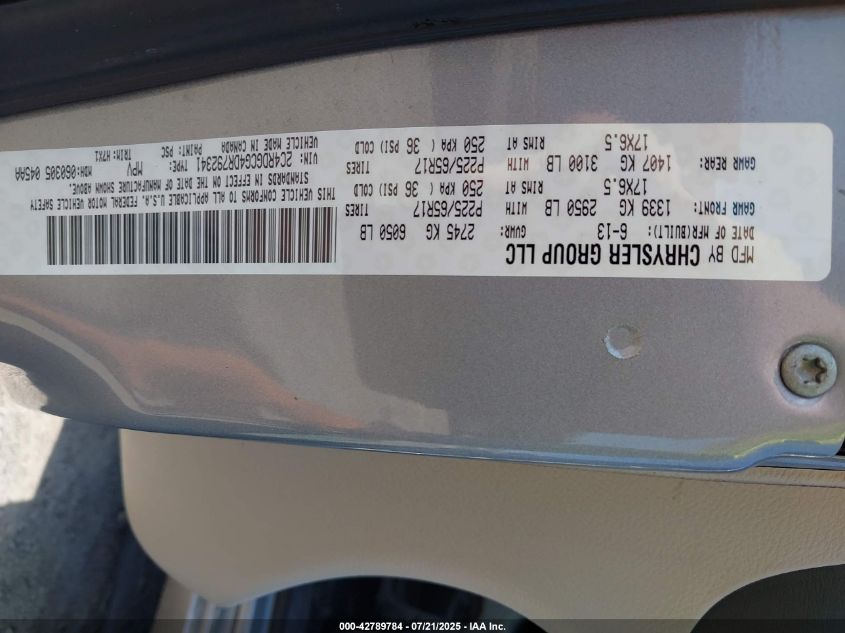 MFD BY CHRYSLER GROUP LLC
DATE OF MFR(BUILT): 6-13 GVWR: 2745 KG 6050 LB
GAWR FRONT: 1339 KG 2950 LB WITH P225/65R17 TIRES
17X6.5 RIMS AT 250 KPA ( 36 PSI) COLD
GAWR REAR: 1407 KG 3100 LB WITH P225/65R17 TIRES
17X6.5 RIMS AT 250 KPA ( 36 PSI) COLD
THIS VEHICLE CONFORMS TO ALL APPLICABLE U.S.A. FEDERAL MOTOR VEHICLE SAFETY
STANDARDS IN EFFECT ON THE DATE OF MANUFACTURE SHOWN ABOVE.
VIN: 2C4RDGCG4DR792341 TYPE: MPV MDH:060305 045AA
VEHICLE MADE IN CANADA PAINT: PSC TRIM: H7X1
000-42789784 - 07/21/2025 - IAA Inc.